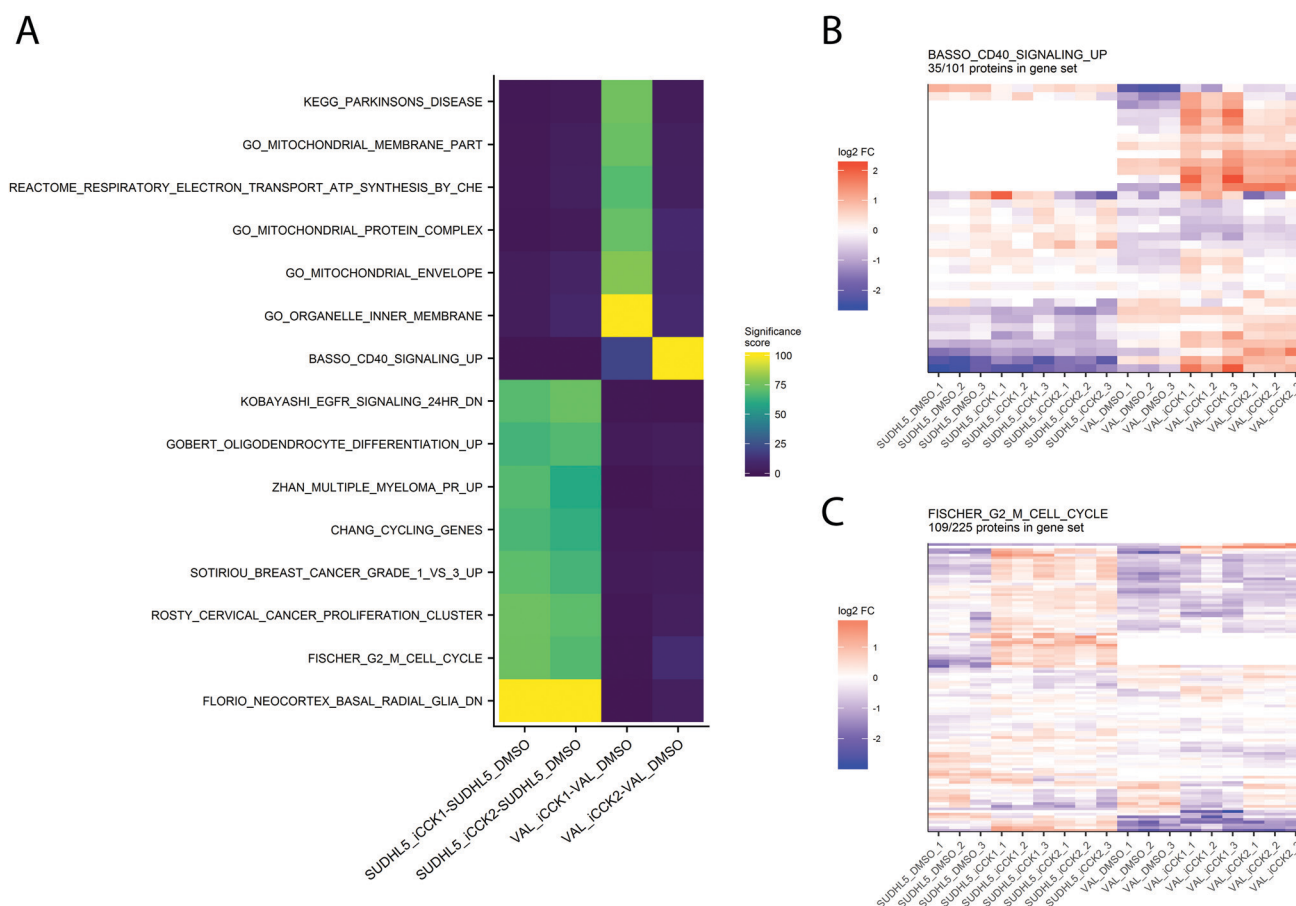 A
KEGG_PARKINSONS_DISEASE
GO_MITOCHONDRIAL_MEMBRANE_PART
REACTOME_RESPIRATORY_ELECTRON_TRANSPORT_ATP_SYNTHESIS_BY_CHE
GO_MITOCHONDRIAL_PROTEIN_COMPLEX
GO_MITOCHONDRIAL_ENVELOPE
GO_ORGANELLE_INNER_MEMBRANE
BASSO_CD40_SIGNALING_UP
KOBAYASHI_EGFR_SIGNALING_24HR_DN
GOBERT_OLIGODENDROCYTE_DIFFERENTIATION_UP
ZHAN_MULTIPLE_MYELOMA_PR_UP
CHANG_CYCLING_GENES
SOTIRIOU_BREAST_CANCER_GRADE_1_VS_3_UP
ROSTY_CERVICAL_CANCER_PROLIFERATION_CLUSTER
FISCHER_G2_M_CELL_CYCLE
FLORIO_NEOCORTEX_BASAL_RADIAL_GLIA_DN
SUDHL5_iCCK1-SUDHL5_DMSO
SUDHL5_iCCK2-SUDHL5_DMSO
VAL_iCCK1-VAL_DMSO
VAL_iCCK2-VAL_DMSO
Significance
score
100
75
50
25
0
B
BASSO_CD40_SIGNALING_UP
35/101 proteins in gene set
log2 FC
2
1
0
-1
-2
SUDHL5_DMSO_1
SUDHL5_DMSO_2
SUDHL5_DMSO_3
SUDHL5_iCCK1_1
SUDHL5_iCCK1_2
SUDHL5_iCCK1_3
SUDHL5_iCCK2_1
SUDHL5_iCCK2_2
SUDHL5_iCCK2_3
VAL_DMSO_1
VAL_DMSO_2
VAL_DMSO_3
VAL_iCCK1_1
VAL_iCCK1_2
VAL_iCCK1_3
VAL_iCCK2_1
VAL_iCCK2_2
VAL_iCCK2_3
C
FISCHER_G2_M_CELL_CYCLE
109/225 proteins in gene set
log2 FC
1
0
-1
-2
SUDHL5_DMSO_1
SUDHL5_DMSO_2
SUDHL5_DMSO_3
SUDHL5_iCCK1_1
SUDHL5_iCCK1_2
SUDHL5_iCCK1_3
SUDHL5_iCCK2_1
SUDHL5_iCCK2_2
SUDHL5_iCCK2_3
VAL_DMSO_1
VAL_DMSO_2
VAL_DMSO_3
VAL_iCCK1_1
VAL_iCCK1_2
VAL_iCCK1_3
VAL_iCCK2_1
VAL_iCCK2_2
VAL_iCCK2_3